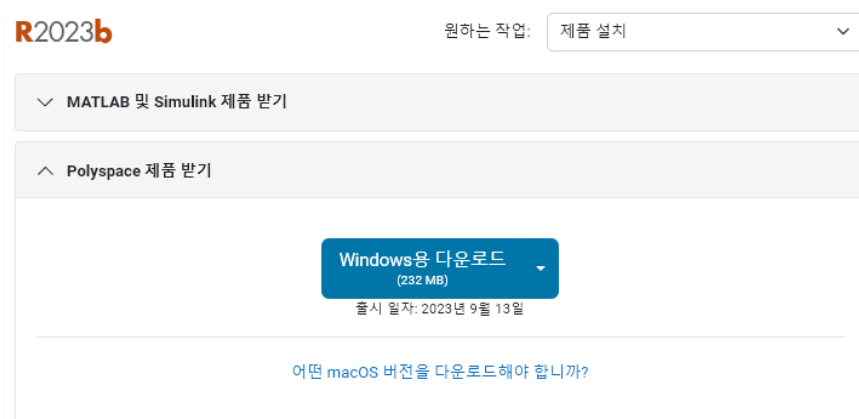 R2023b
원하는 작업: 제품 설치
MATLAB 및 Simulink 제품 받기
Polyspace 제품 받기
Windows용 다운로드
(232 MB)
출시 일자: 2023년 9월 13일
어떤 macOS 버전을 다운로드해야 합니까?